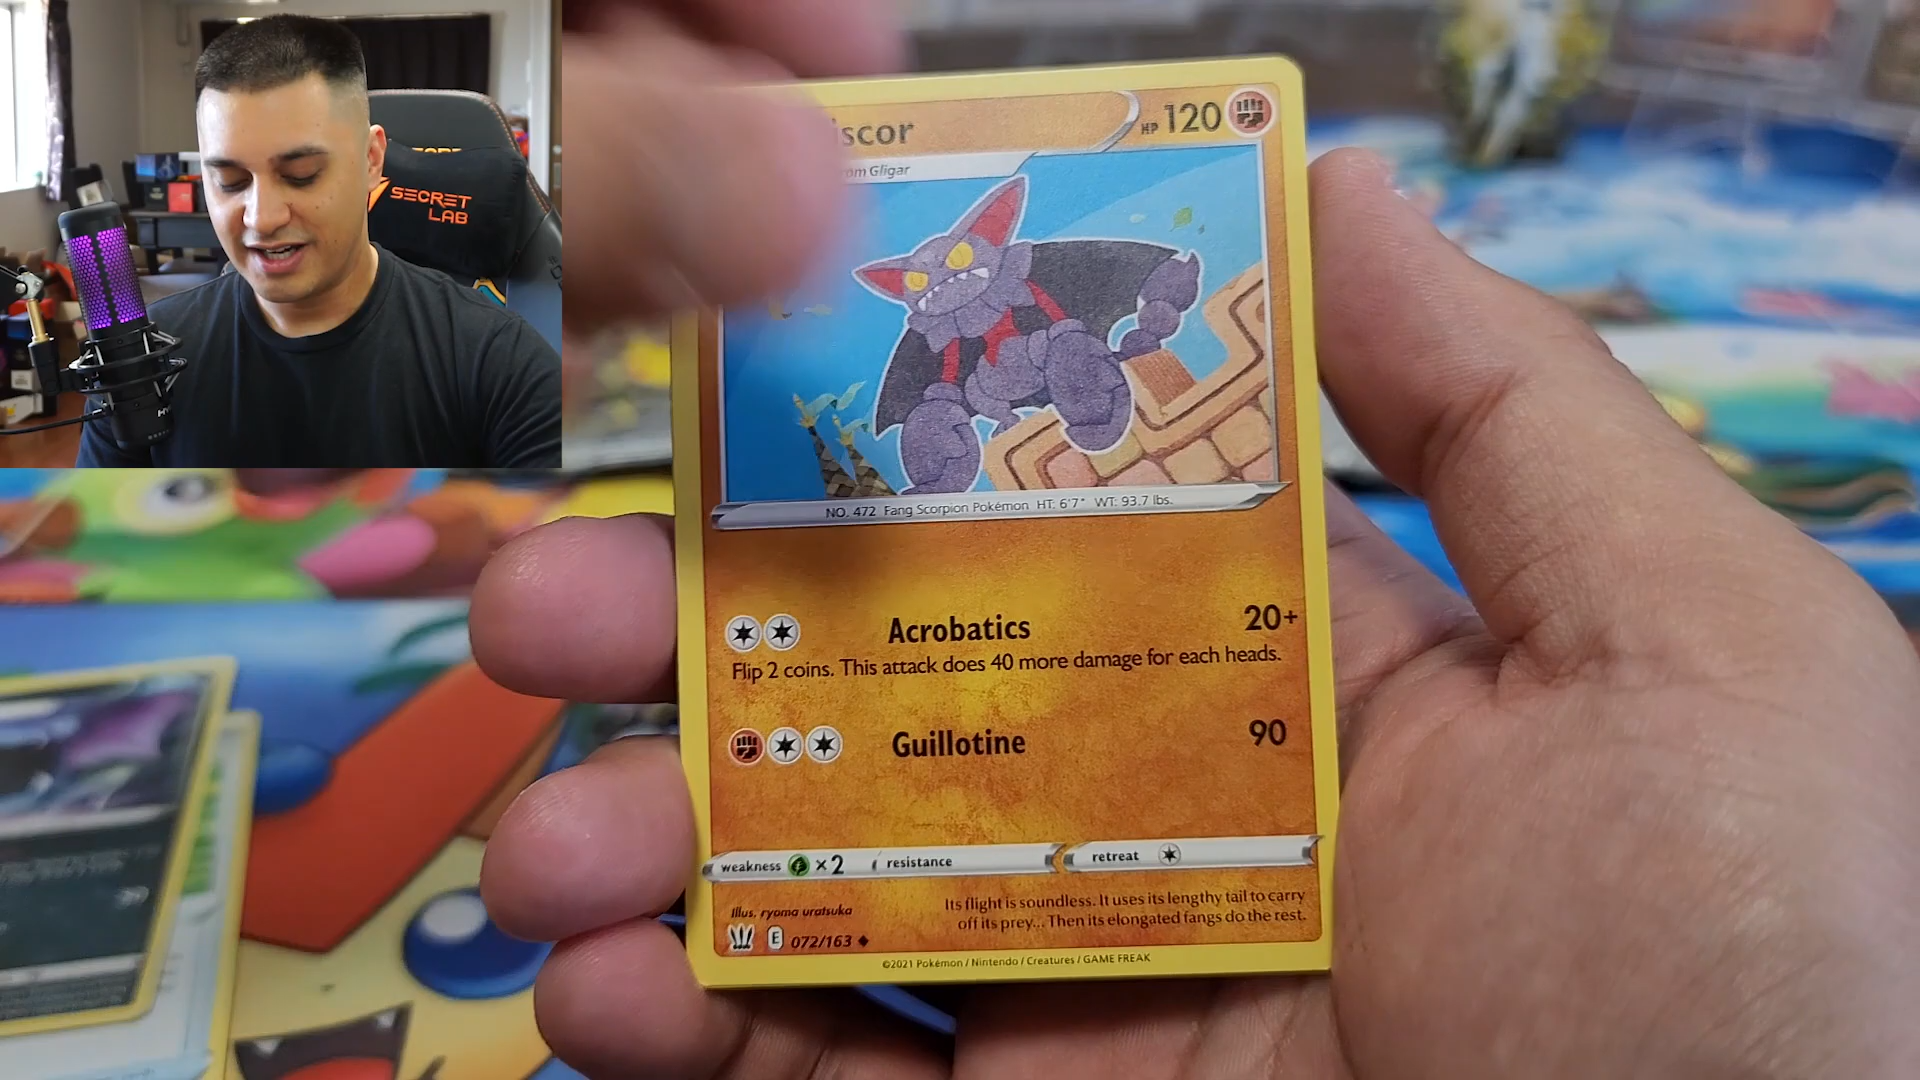 SECRET
LAB
iscor
HP 120
om Gligar
NO. 472 Fang Scorpion Pokémon HT: 6'7" WT: 93.7 lbs.
Acrobatics 20+
Flip 2 coins. This attack does 40 more damage for each heads.
Guillotine 90
weakness ×2 resistance retreat
Its flight is soundless. It uses its lengthy tail to carry
off its prey... Then its elongated fangs do the rest.
Illus. ryoma uratsuka
E 072/163
©2021 Pokémon / Nintendo / Creatures / GAME FREAK